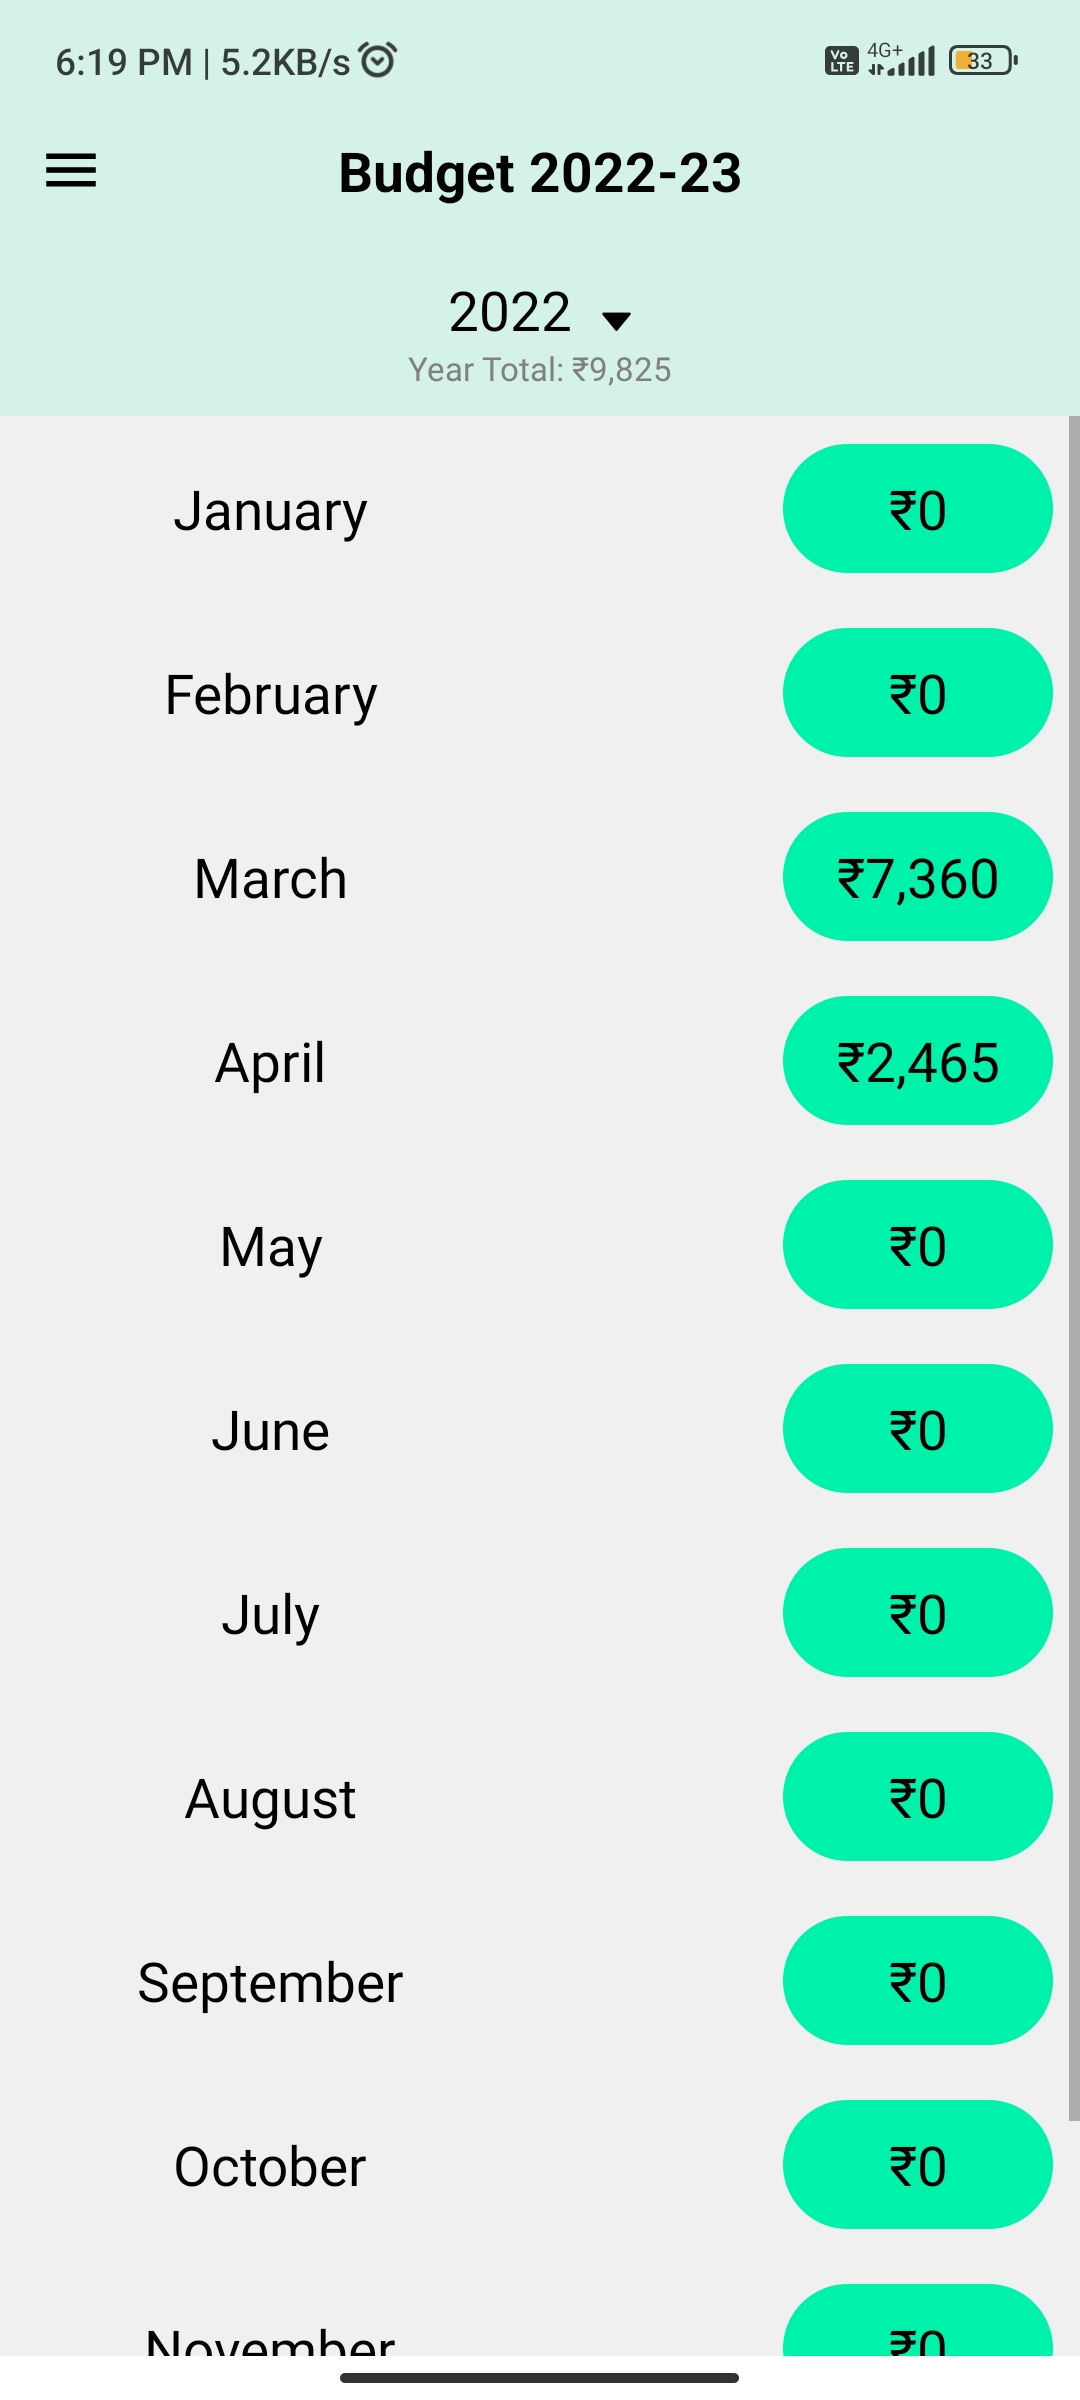 6:19 PM | 5.2KB/s
Vo LTE 4G+ 33
Budget 2022-23
2022
Year Total: ₹9,825
January ₹0
February ₹0
March ₹7,360
April ₹2,465
May ₹0
June ₹0
July ₹0
August ₹0
September ₹0
October ₹0
November ₹0